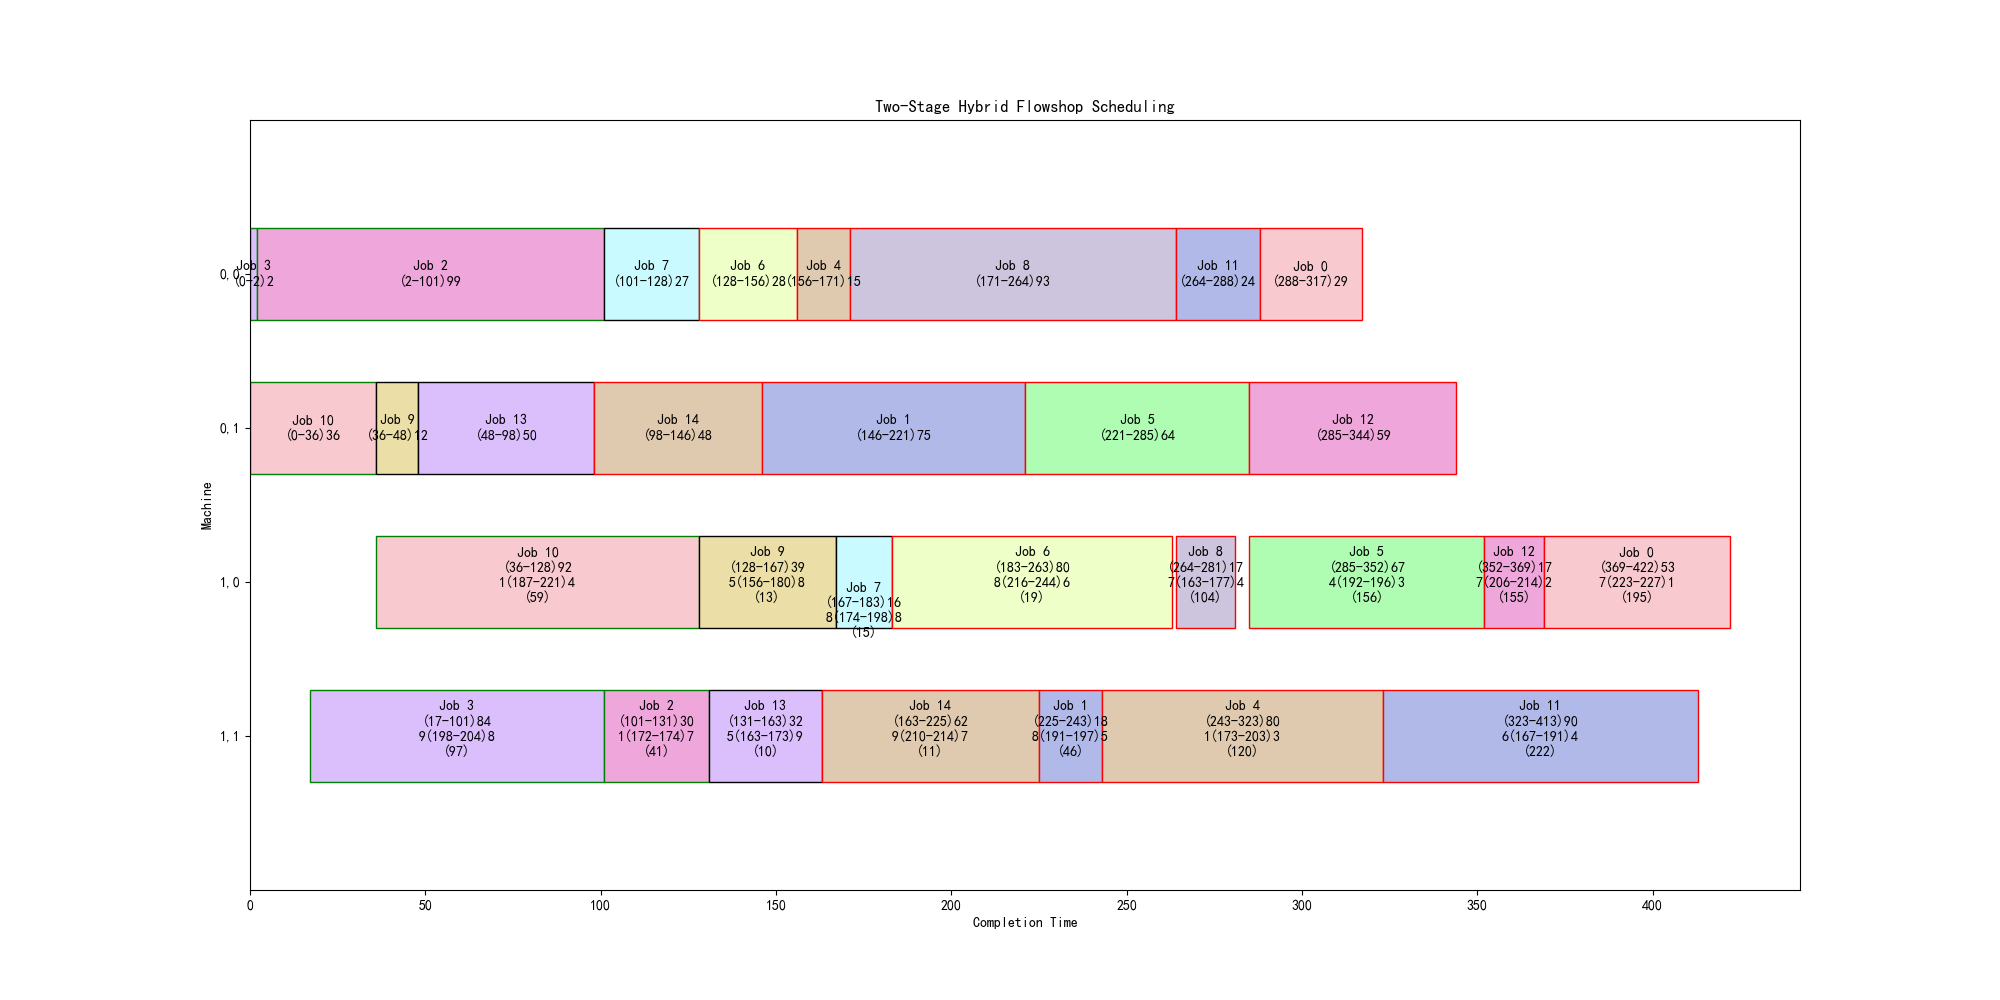 Two-Stage Hybrid Flowshop Scheduling
Machine
0,0
Job 3
(0-2)2
Job 2
(2-101)99
Job 7
(101-128)27
Job 6
(128-156)28
Job 4
(156-171)15
Job 8
(171-264)93
Job 11
(264-288)24
Job 0
(288-317)29
0,1
Job 10
(0-36)36
Job 9
(36-48)12
Job 13
(48-98)50
Job 14
(98-146)48
Job 1
(146-221)75
Job 5
(221-285)64
Job 12
(285-344)59
1,0
Job 10
(36-128)92
1(187-221)4
(59)
Job 9
(128-167)39
5(156-180)8
(13)
Job 7
(167-183)16
8(174-198)8
(15)
Job 6
(183-263)80
8(216-244)6
(19)
Job 8
(264-281)17
7(163-177)4
(104)
Job 5
(285-352)67
4(192-196)3
(156)
Job 12
(352-369)17
7(206-214)2
(155)
Job 0
(369-422)53
7(223-227)1
(195)
1,1
Job 3
(17-101)84
9(198-204)8
(97)
Job 2
(101-131)30
1(172-174)7
(41)
Job 13
(131-163)32
5(163-173)9
(10)
Job 14
(163-225)62
9(210-214)7
(11)
Job 1
(225-243)18
8(191-197)5
(46)
Job 4
(243-323)80
1(173-203)3
(120)
Job 11
(323-413)90
6(167-191)4
(222)
0 50 100 150 200 250 300 350 400
Completion Time